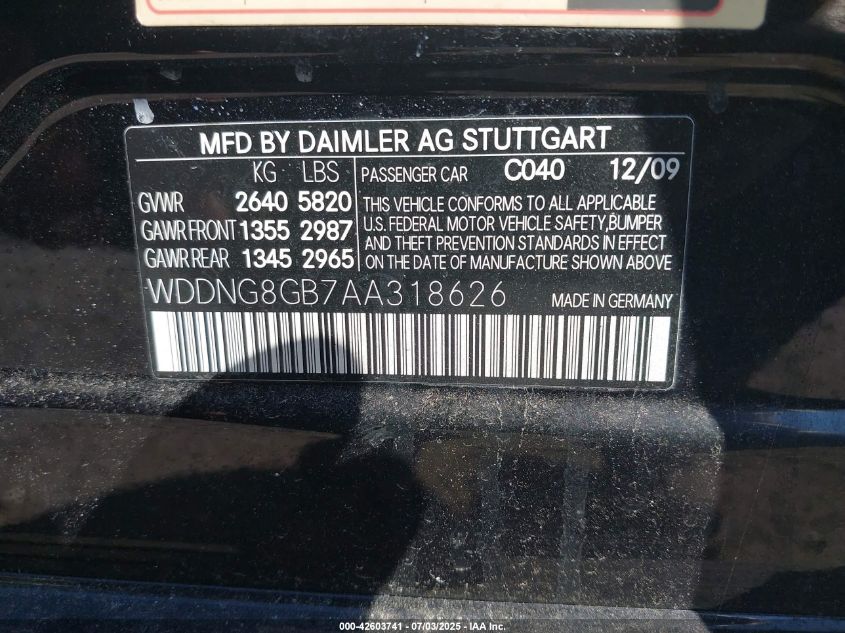 MFD BY DAIMLER AG STUTTGART
KG LBS PASSENGER CAR C040 12/09
GVWR 2640 5820
GAWR FRONT 1355 2987
GAWR REAR 1345 2965
THIS VEHICLE CONFORMS TO ALL APPLICABLE
U.S. FEDERAL MOTOR VEHICLE SAFETY,BUMPER
AND THEFT PREVENTION STANDARDS IN EFFECT
ON THE DATE OF MANUFACTURE SHOWN ABOVE
WDDNG8GB7AA318626 MADE IN GERMANY
000-42603741 - 07/03/2025 - IAA Inc.